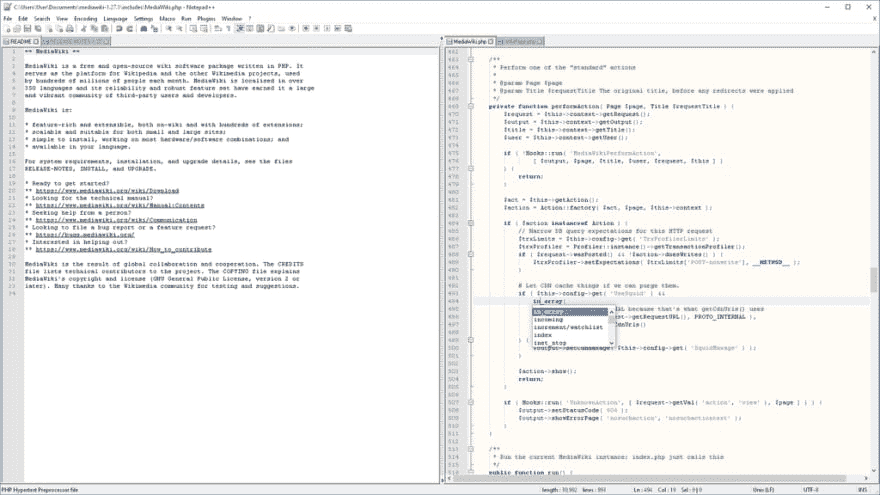 C:\Users\User\Documents\mediawiki-1.27.1\includes\MediaWiki.php - Notepad++
File Edit Search View Encoding Language Settings Macro Run Plugins Window ?
README
MediaWiki.php
== MediaWiki ==
MediaWiki is a free and open-source wiki software package written in PHP. It
serves as the platform for Wikipedia and the other Wikimedia projects, used
by hundreds of millions of people each month. MediaWiki is localised in over
350 languages and its reliability and robust feature set have earned it a large
and vibrant community of third-party users and developers.
MediaWiki is:
* feature-rich and extensible, both on-wiki and with hundreds of extensions;
* scalable and suitable for both small and large sites;
* simple to install, working on most hardware/software combinations; and
* available in your language.
For system requirements, installation, and upgrade details, see the files
RELEASE-NOTES, INSTALL, and UPGRADE.
* Ready to get started?
** https://www.mediawiki.org/wiki/Download
* Looking for the technical manual?
** https://www.mediawiki.org/wiki/Manual:Contents
* Seeking help from a person?
** https://www.mediawiki.org/wiki/Communication
* Looking to file a bug report or a feature request?
** https://bugs.mediawiki.org/
* Interested in helping out?
** https://www.mediawiki.org/wiki/How_to_contribute
MediaWiki is the result of global collaboration and cooperation. The CREDITS
file lists technical contributors to the project. The COPYING file explains
MediaWiki's copyright and license (GNU General Public License, version 2 or
later). Many thanks to the Wikimedia community for testing and suggestions.
/**
* Perform one of the "standard" actions
*
* @param Page $page
* @param Title $requestTitle The original title, before any redirects were applied
*/
private function performAction( Page $page, Title $requestTitle ) {
$request = $this->context->getRequest();
$output = $this->context->getOutput();
$title = $this->context->getTitle();
$user = $this->context->getUser();
if ( !Hooks::run( 'MediaWikiPerformAction',
[ $output, $page, $title, $user, $request, $this ] )
) {
return;
}
$act = $this->getAction();
$action = Action::factory( $act, $page, $this->context );
if ( $action instanceof Action ) {
// Narrow DB query expectations for this HTTP request
$trxLimits = $this->config->get( 'TrxProfilerLimits' );
$trxProfiler = Profiler::instance()->getTransactionProfiler();
if ( $request->wasPosted() && !$action->doesWrites() ) {
$trxProfiler->setExpectations( $trxLimits['POST-nonwrite'], __METHOD__ );
}
# Let CDN cache things if we can purge them.
if ( $this->config->get( 'UseSquid' ) &&
in_array(
in_array
incoming
increment/watchlist
index
inet_ntop
because that's what getCdnUrls() uses
getRequestURL(), PROTO_INTERNAL ),
) {
$this->config->get( 'SquidMaxage' ) );
}
$action->show();
return;
}
if ( Hooks::run( 'UnknownAction', [ $request->getVal( 'action', 'view' ), $page ] ) ) {
$output->setStatusCode( 404 );
$output->showErrorPage( 'nosuchaction', 'nosuchactiontext' );
}
}
/**
* Run the current MediaWiki instance; index.php just calls this
*/
public function run() {
PHP Hypertext Preprocessor file
Ln : 494 Col : 10 Sel : 0 | 0
Unix (LF)
UTF-8
INS